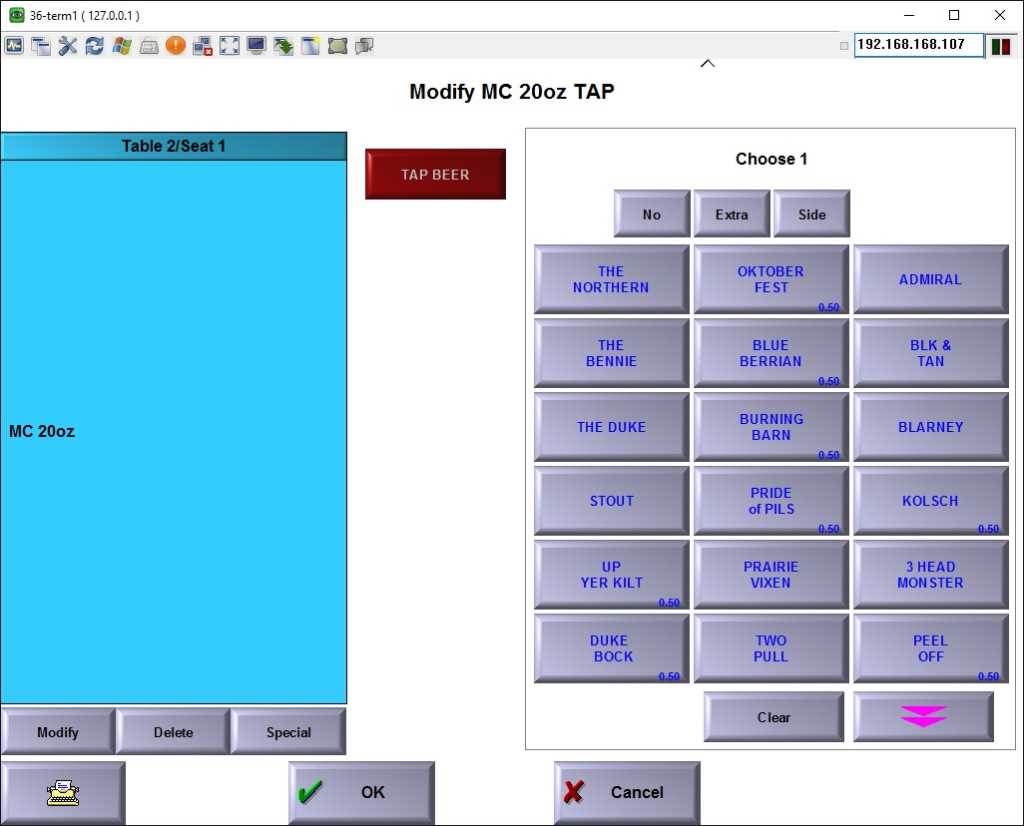 36-term1 ( 127.0.0.1 )
192.168.168.107
Modify MC 20oz TAP
Table 2/Seat 1
MC 20oz
TAP BEER
Choose 1
No
Extra
Side
THE
NORTHERN
OKTOBER
FEST
0.50
ADMIRAL
THE
BENNIE
BLUE
BERRIAN
0.50
BLK &
TAN
THE DUKE
BURNING
BARN
0.50
BLARNEY
STOUT
PRIDE
of PILS
0.50
KOLSCH
0.50
UP
YER KILT
0.50
PRAIRIE
VIXEN
3 HEAD
MONSTER
DUKE
BOCK
0.50
TWO
PULL
PEEL
OFF
0.50
Clear
Modify
Delete
Special
OK
Cancel